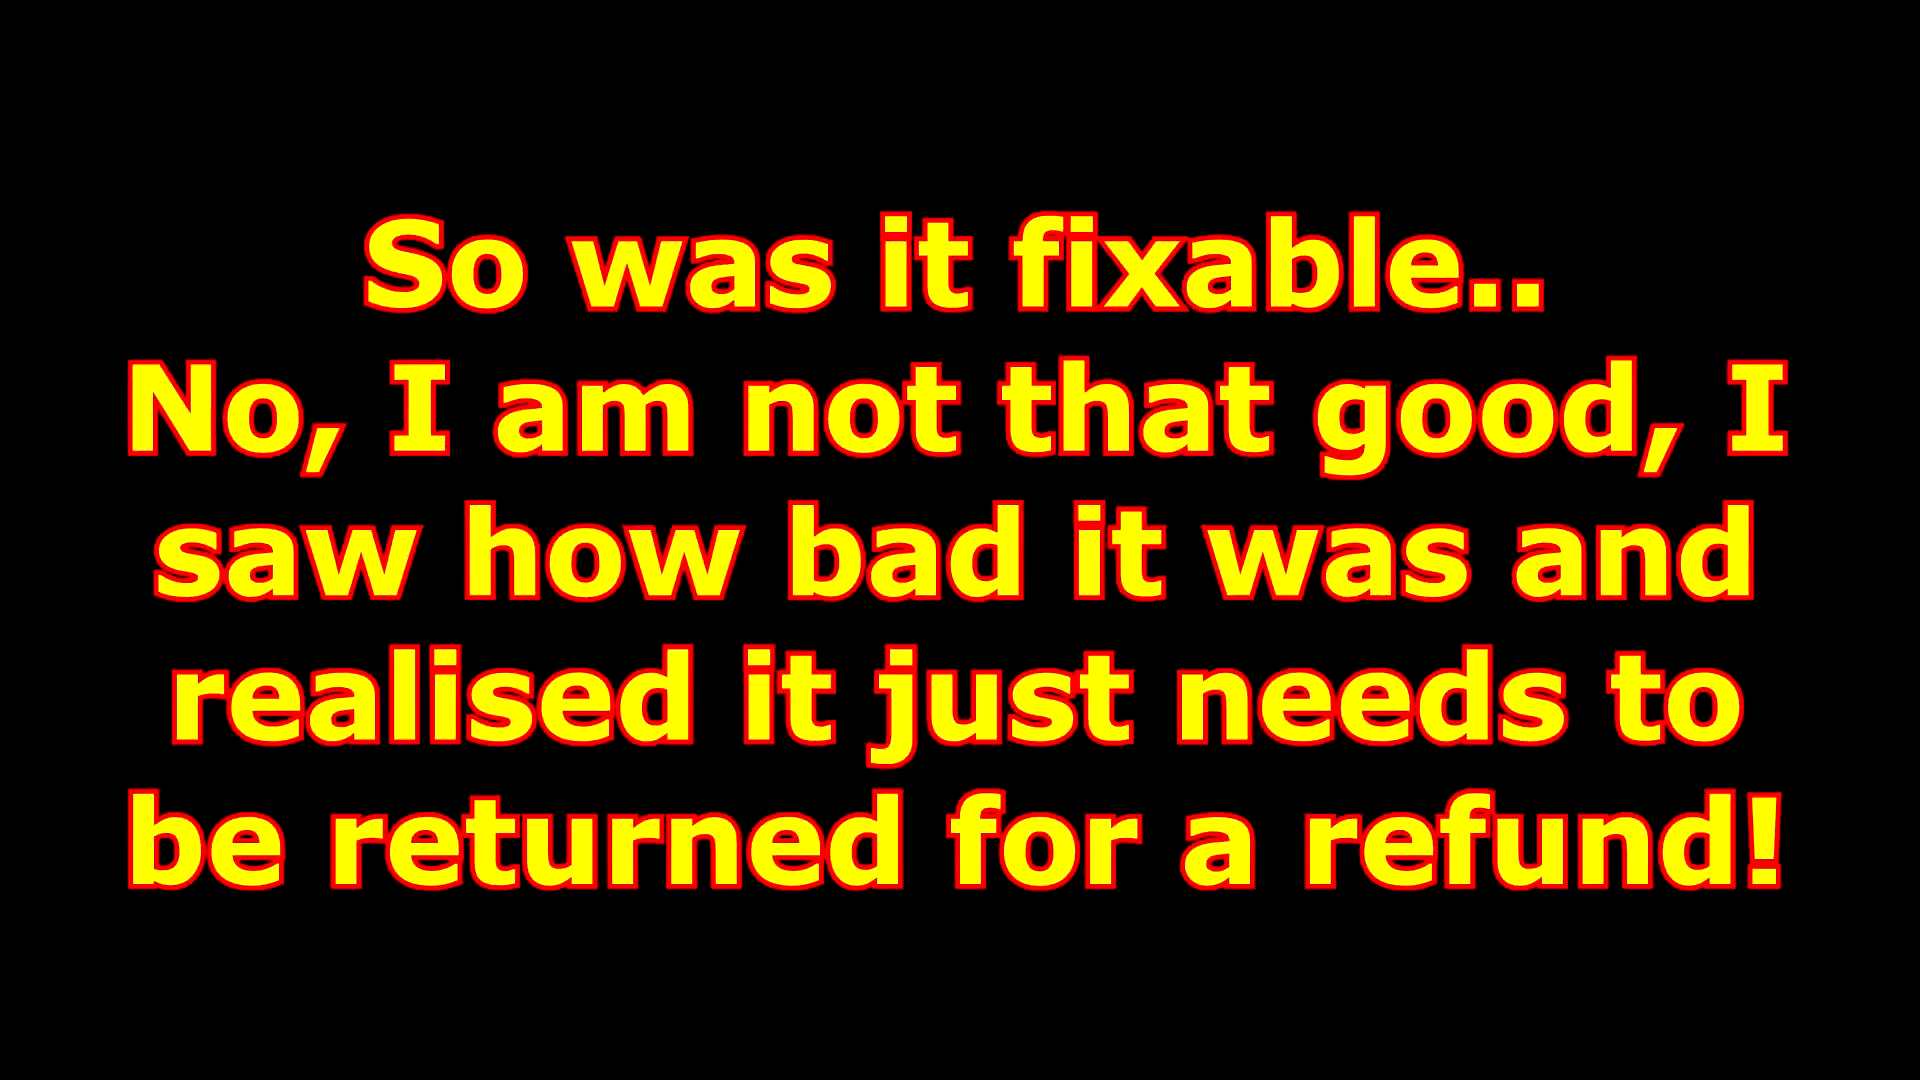 So was it fixable..
No, I am not that good, I
saw how bad it was and
realised it just needs to
be returned for a refund!